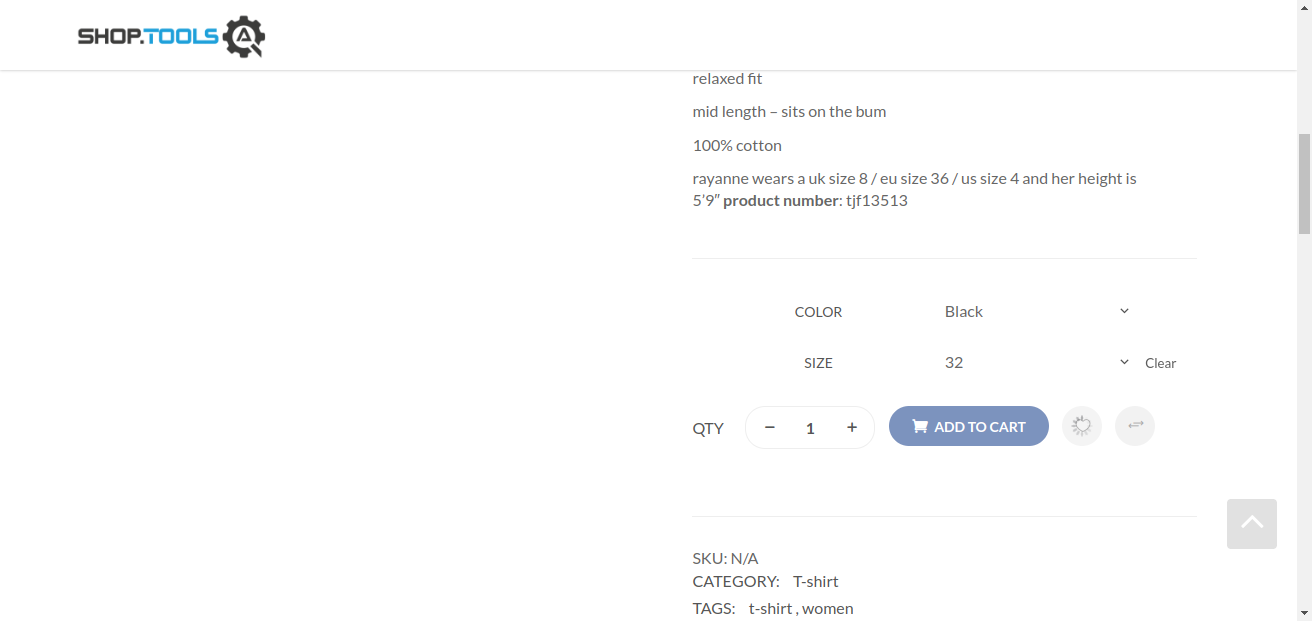 SHOP.TOOLS
relaxed fit
mid length – sits on the bum
100% cotton
rayanne wears a uk size 8 / eu size 36 / us size 4 and her height is
5’9″ product number: tjf13513
COLOR Black
SIZE 32 Clear
QTY − 1 + ADD TO CART
SKU: N/A
CATEGORY: T-shirt
TAGS: t-shirt , women